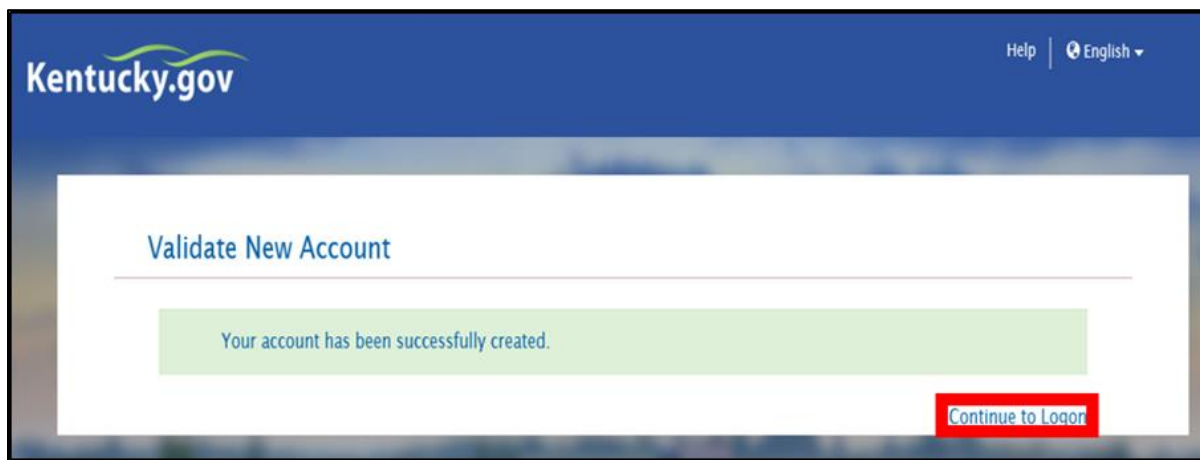 Kentucky.gov
Help
English
Validate New Account
Your account has been successfully created.
Continue to Logon